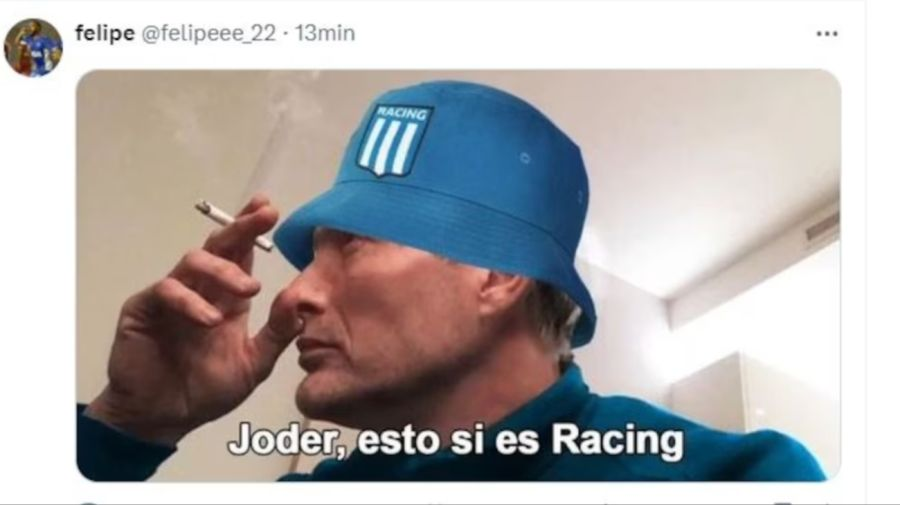 felipe @felipeee_22 · 13min
RACING
Joder, esto si es Racing